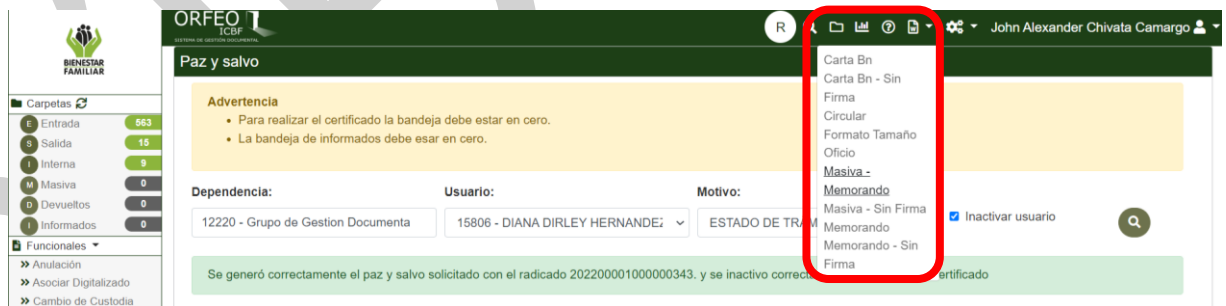 ORFEO
ICBF
SISTEMA DE GESTIÓN DOCUMENTAL
R
John Alexander Chivata Camargo
BIENESTAR
FAMILIAR
Paz y salvo
Carpetas
E Entrada 563
S Salida 15
I Interna 9
M Masiva 0
D Devueltos 0
I Informados 0
Funcionales
Anulación
Asociar Digitalizado
Cambio de Custodia
Advertencia
Para realizar el certificado la bandeja debe estar en cero.
La bandeja de informados debe esar en cero.
Dependencia:
Usuario:
Motivo:
12220 - Grupo de Gestion Documenta
15806 - DIANA DIRLEY HERNANDEZ
ESTADO DE
Inactivar usuario
Se generó correctamente el paz y salvo solicitado con el radicado 202200001000000343. y se inactivo
Carta Bn
Carta Bn - Sin
Firma
Circular
Formato Tamaño
Oficio
Masiva -
Memorando
Masiva - Sin Firma
Memorando
Memorando - Sin
Firma